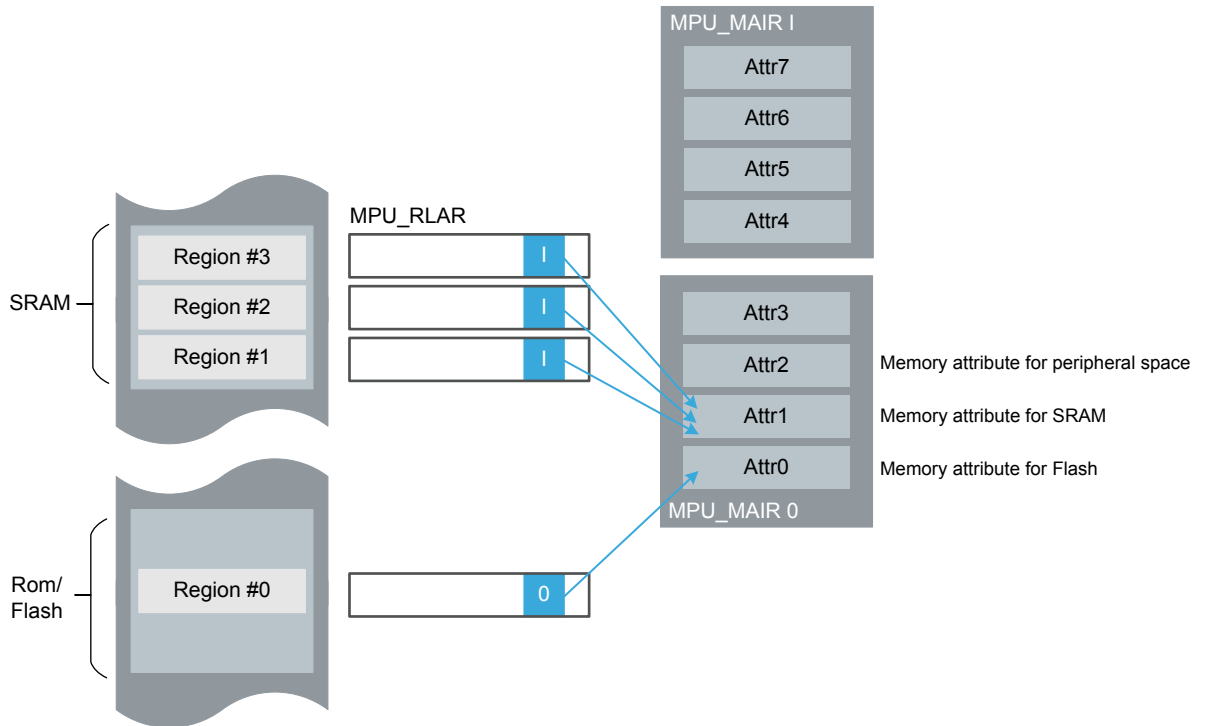 MPU_MAIR I
Attr7
Attr6
Attr5
Attr4
MPU_RLAR
SRAM
Region #3
I
Region #2
I
Region #1
I
Attr3
Attr2
Memory attribute for peripheral space
Attr1
Memory attribute for SRAM
Attr0
Memory attribute for Flash
MPU_MAIR 0
Rom/
Flash
Region #0
0